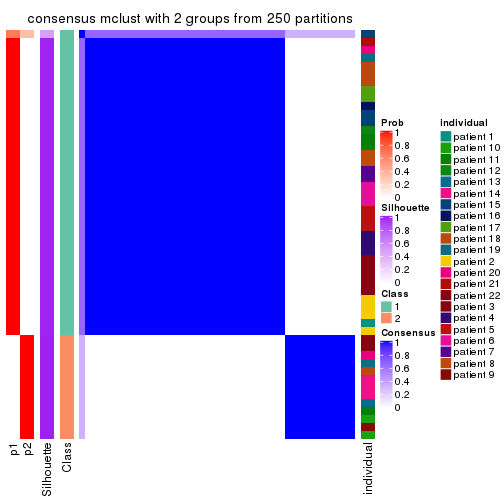 consensus mclust with 2 groups from 250 partitions
p1
p2
Silhouette
Class
individual
Prob
1
0.8
0.6
0.4
0.2
0
Silhouette
1
0.8
0.6
0.4
0.2
0
Class
1
2
Consensus
1
0.8
0.6
0.4
0.2
0
individual
patient 1
patient 10
patient 11
patient 12
patient 13
patient 14
patient 15
patient 16
patient 17
patient 18
patient 19
patient 2
patient 20
patient 21
patient 22
patient 3
patient 4
patient 5
patient 6
patient 7
patient 8
patient 9